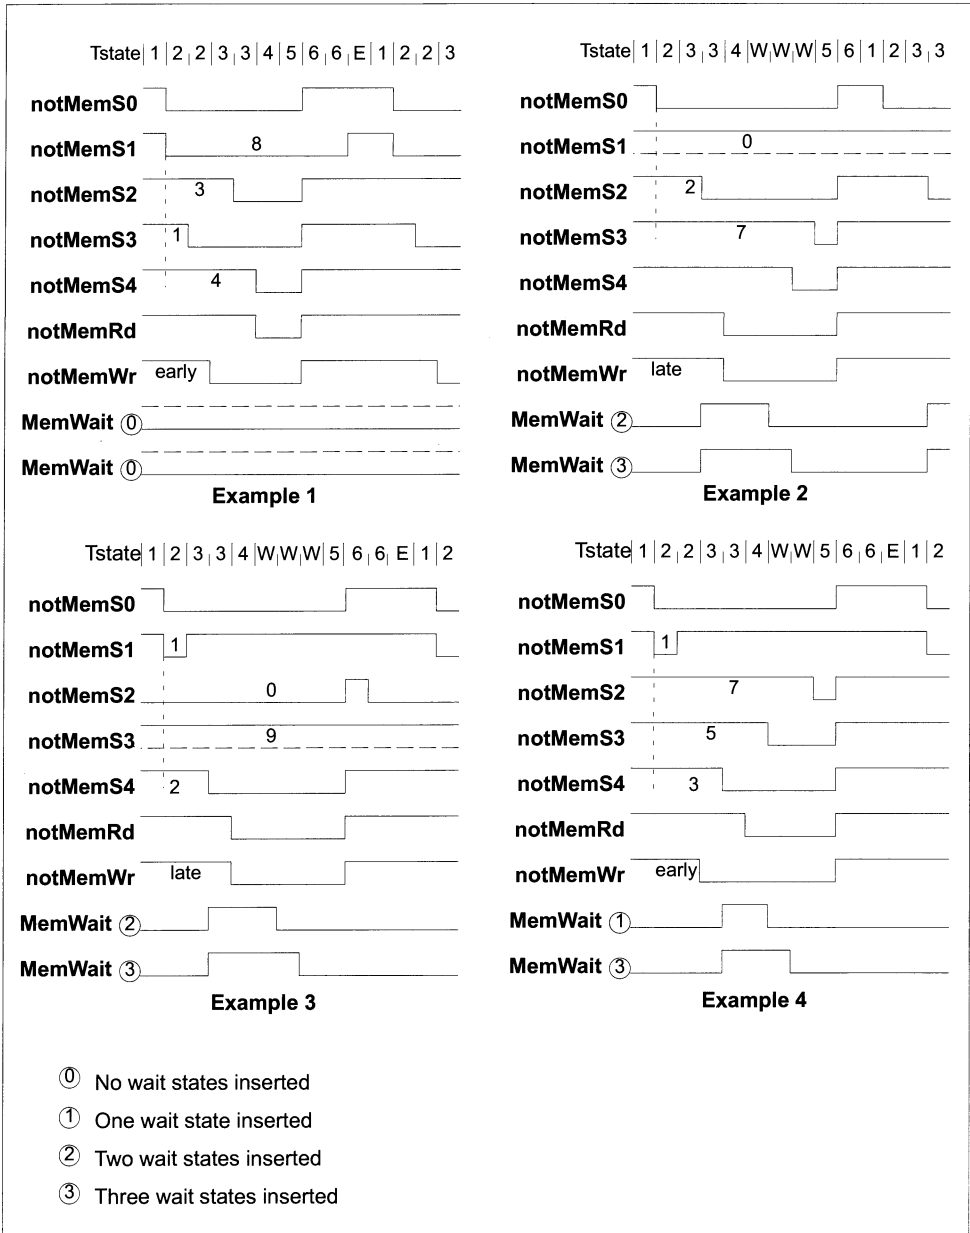 Tstate 1 2 2 3 3 4 5 6 6 E 1 2 2 3
notMemS0
notMemS1 8
notMemS2 3
notMemS3 1
notMemS4 4
notMemRd
notMemWr early
MemWait 0
MemWait 0
Example 1
Tstate 1 2 3 3 4 W W W 5 6 1 2 3 3
notMemS0
notMemS1 0
notMemS2 2
notMemS3 7
notMemS4
notMemRd
notMemWr late
MemWait 2
MemWait 3
Example 2
Tstate 1 2 3 3 4 W W W 5 6 6 E 1 2
notMemS0
notMemS1 1
notMemS2 0
notMemS3 9
notMemS4 2
notMemRd
notMemWr late
MemWait 2
MemWait 3
Example 3
Tstate 1 2 2 3 3 4 W W 5 6 6 E 1 2
notMemS0
notMemS1 1
notMemS2 7
notMemS3 5
notMemS4 3
notMemRd
notMemWr early
MemWait 1
MemWait 3
Example 4
0 No wait states inserted
1 One wait state inserted
2 Two wait states inserted
3 Three wait states inserted